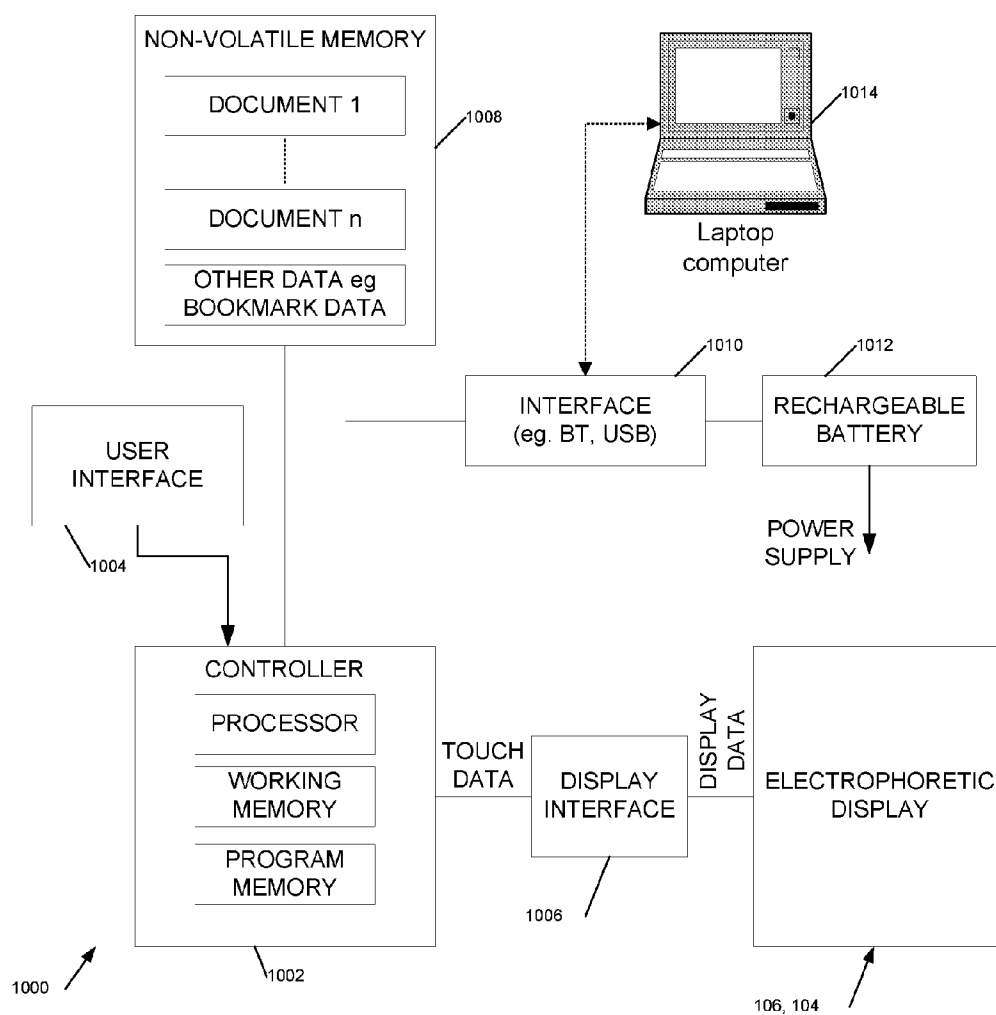 NON-VOLATILE MEMORY
DOCUMENT 1
DOCUMENT n
OTHER DATA eg
BOOKMARK DATA
1008
1014
Laptop
computer
1010
1012
INTERFACE
(eg. BT, USB)
RECHARGEABLE
BATTERY
POWER
SUPPLY
USER
INTERFACE
1004
CONTROLLER
PROCESSOR
WORKING
MEMORY
PROGRAM
MEMORY
1002
1000
TOUCH
DATA
DISPLAY
INTERFACE
1006
DISPLAY
DATA
ELECTROPHORETIC
DISPLAY
106, 104